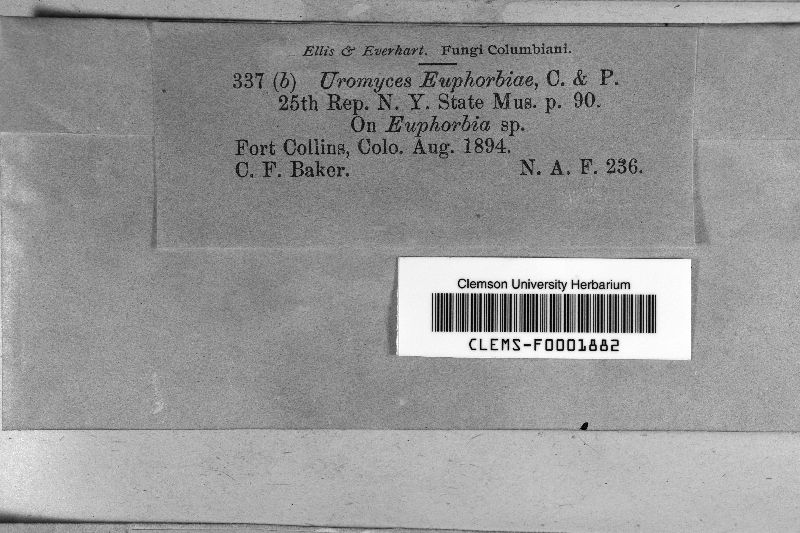 Ellis & Everhart. Fungi Columbiani.
337 (b) Uromyces Euphorbiae, C. & P.
25th Rep. N. Y. State Mus. p. 90.
On Euphorbia sp.
Fort Collins, Colo. Aug. 1894.
C. F. Baker. N. A. F. 236.
Clemson University Herbarium
CLEMS-F0001882